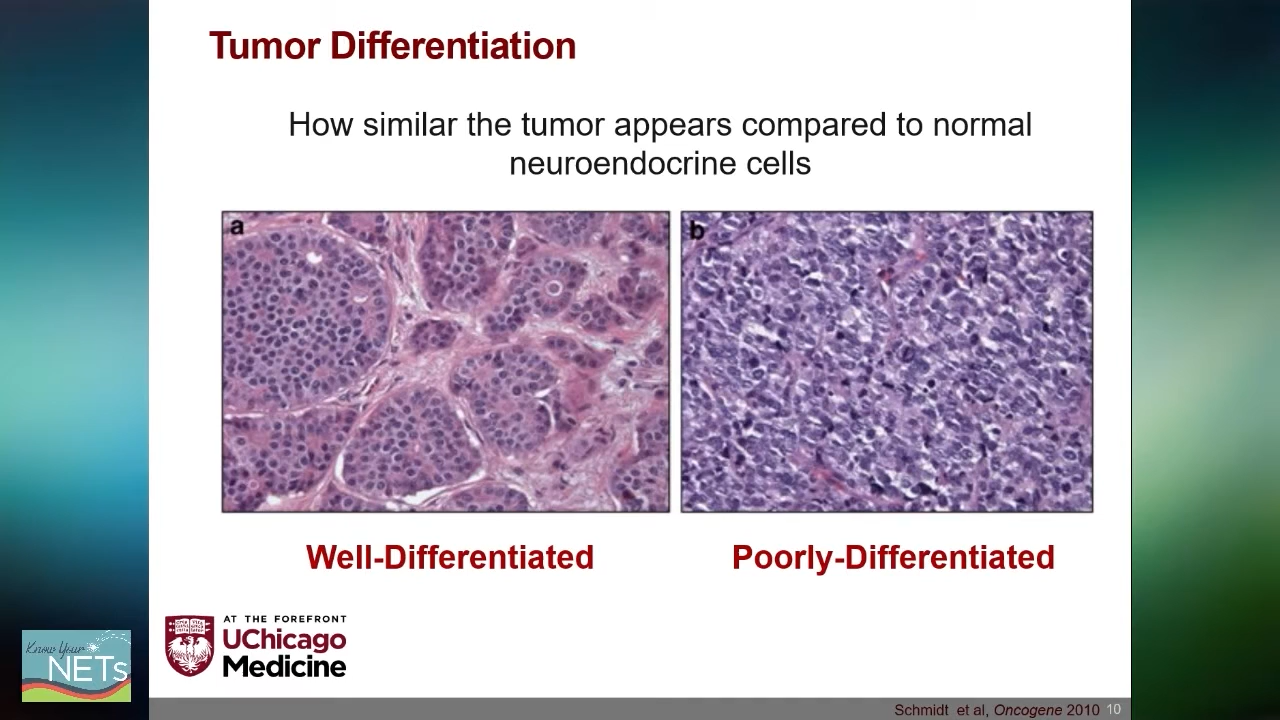 Tumor Differentiation
How similar the tumor appears compared to normal
neuroendocrine cells
a
b
Well-Differentiated
Poorly-Differentiated
AT THE FOREFRONT
UChicago
Medicine
Know Your
NETs
Schmidt et al, Oncogene 2010 10